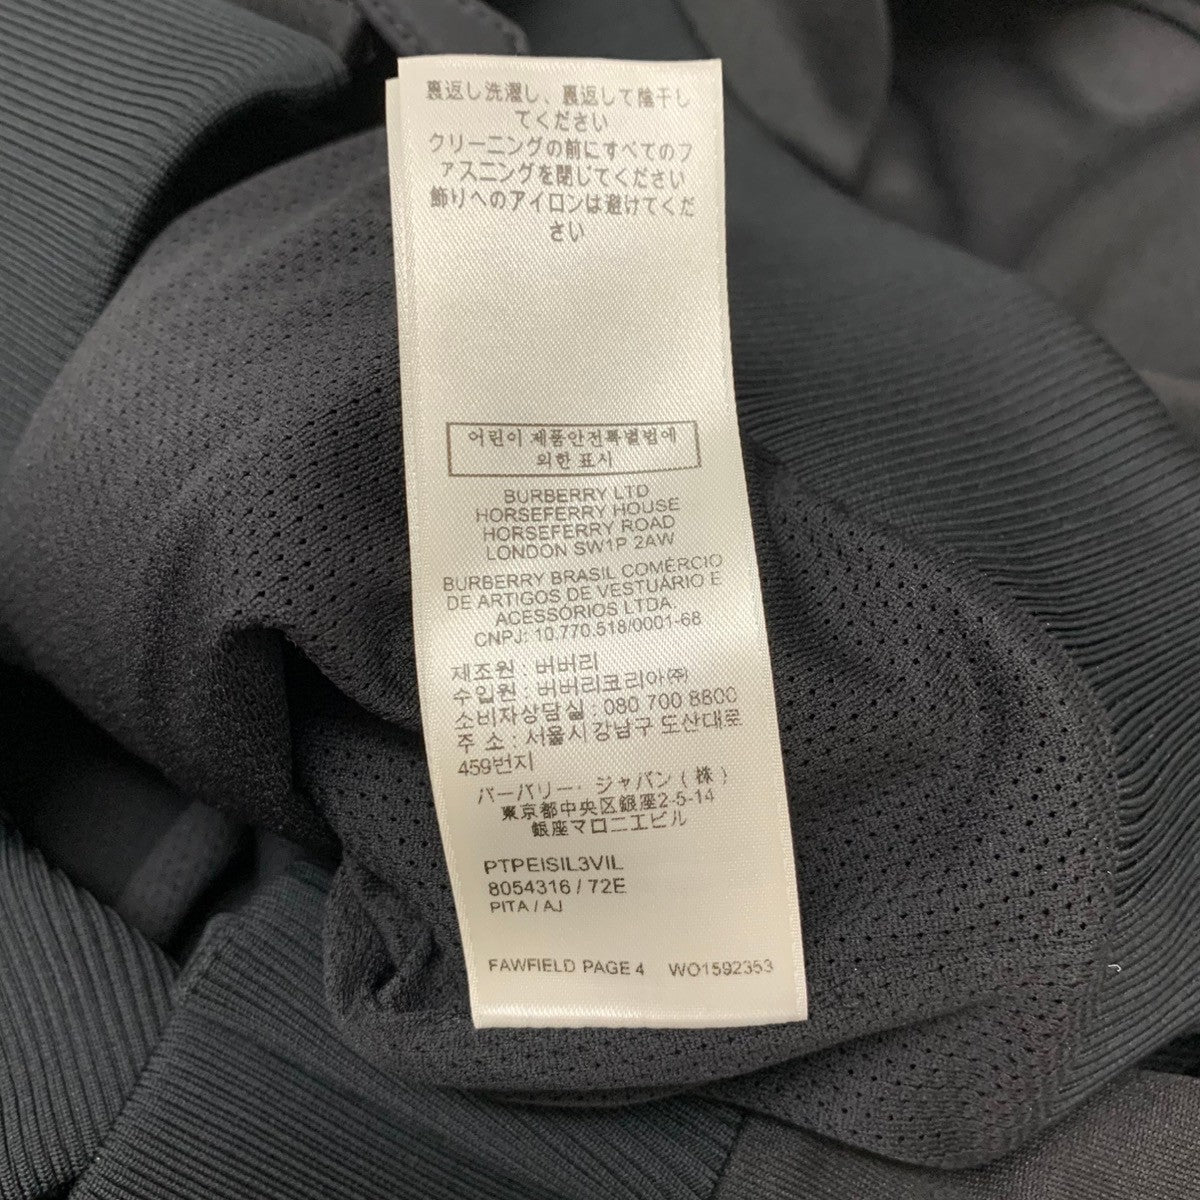 裏返し洗濯し、裏返して陰干し
てください
クリーニングの前にすべてのフ
ァスニングを閉じてください
飾りへのアイロンは避けてくだ
さい
어린이 제품안전특별법에
의한 표시
BURBERRY LTD
HORSEFERRY HOUSE
HORSEFERRY ROAD
LONDON SW1P 2AW
BURBERRY BRASIL COMÉRCIO
DE ARTIGOS DE VESTUÁRIO E
ACESSÓRIOS LTDA.
CNPJ: 10.770.518/0001-68
제조원 : 버버리
수입원 : 버버리코리아㈜
소비자상담실 : 080 700 8800
주 소 : 서울시 강남구 도산대로
459번지
バーバリー・ジャパン(株)
東京都中央区銀座2-5-14
銀座マロニエビル
PTPEISIL3VIL
8054316 / 72E
PITA / AJ
FAWFIELD PAGE 4 WO1592353